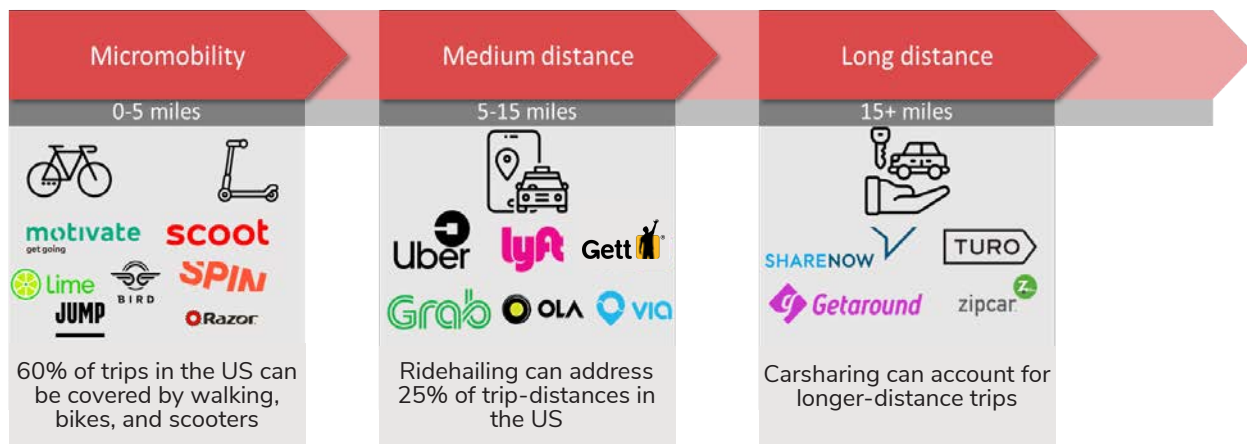 Micromobility
0-5 miles
motivate
get going
scoot
Lime
BIRD
SPIN
JUMP
Razor
60% of trips in the US can
be covered by walking,
bikes, and scooters
Medium distance
5-15 miles
Uber
lyft
Gett
Grab
OLA
via
Ridehailing can address
25% of trip-distances in
the US
Long distance
15+ miles
SHARE NOW
TURO
Getaround
zipcar
Z
Carsharing can account for
longer-distance trips